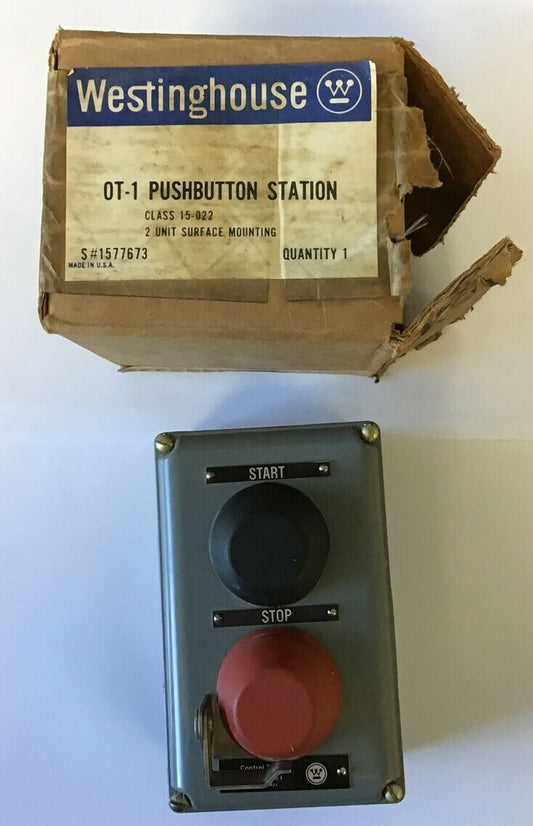 Westinghouse W
OT-1 PUSHBUTTON STATION
CLASS 15-022
2 UNIT SURFACE MOUNTING
S#1577673 QUANTITY 1
MADE IN U.S.A.
START
STOP
Control
W